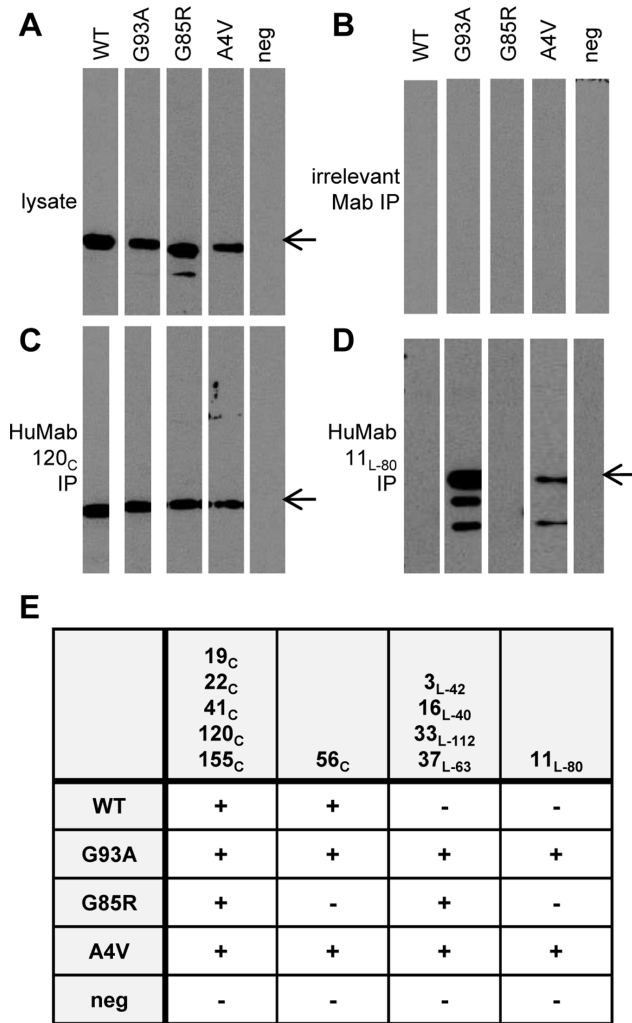 A
WT G93A G85R A4V neg
lysate
B
WT G93A G85R A4V neg
irrelevant
Mab IP
C
HuMab
120C
IP
D
HuMab
11L-80
IP
E
19C
22C
41C
120C
155C
56C
3L-42
16L-40
33L-112
37L-63
11L-80
WT + + - -
G93A + + + +
G85R + - + -
A4V + + + +
neg - - - -